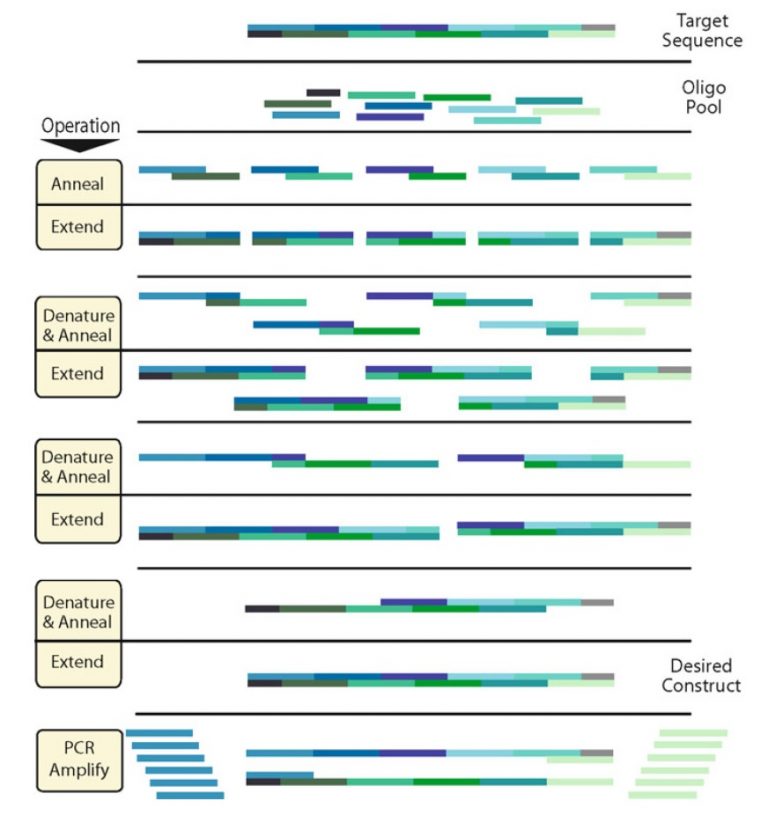 Target
Sequence
Oligo
Pool
Operation
Anneal
Extend
Denature
& Anneal
Extend
Denature
& Anneal
Extend
Denature
& Anneal
Extend
Desired
Construct
PCR
Amplify